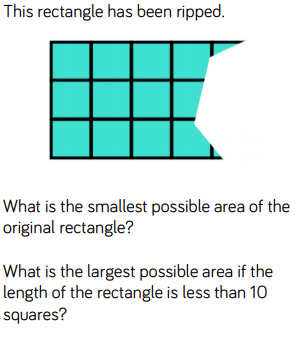 This rectangle has been ripped.
What is the smallest possible area of the
original rectangle?
What is the largest possible area if the
length of the rectangle is less than 10
squares?